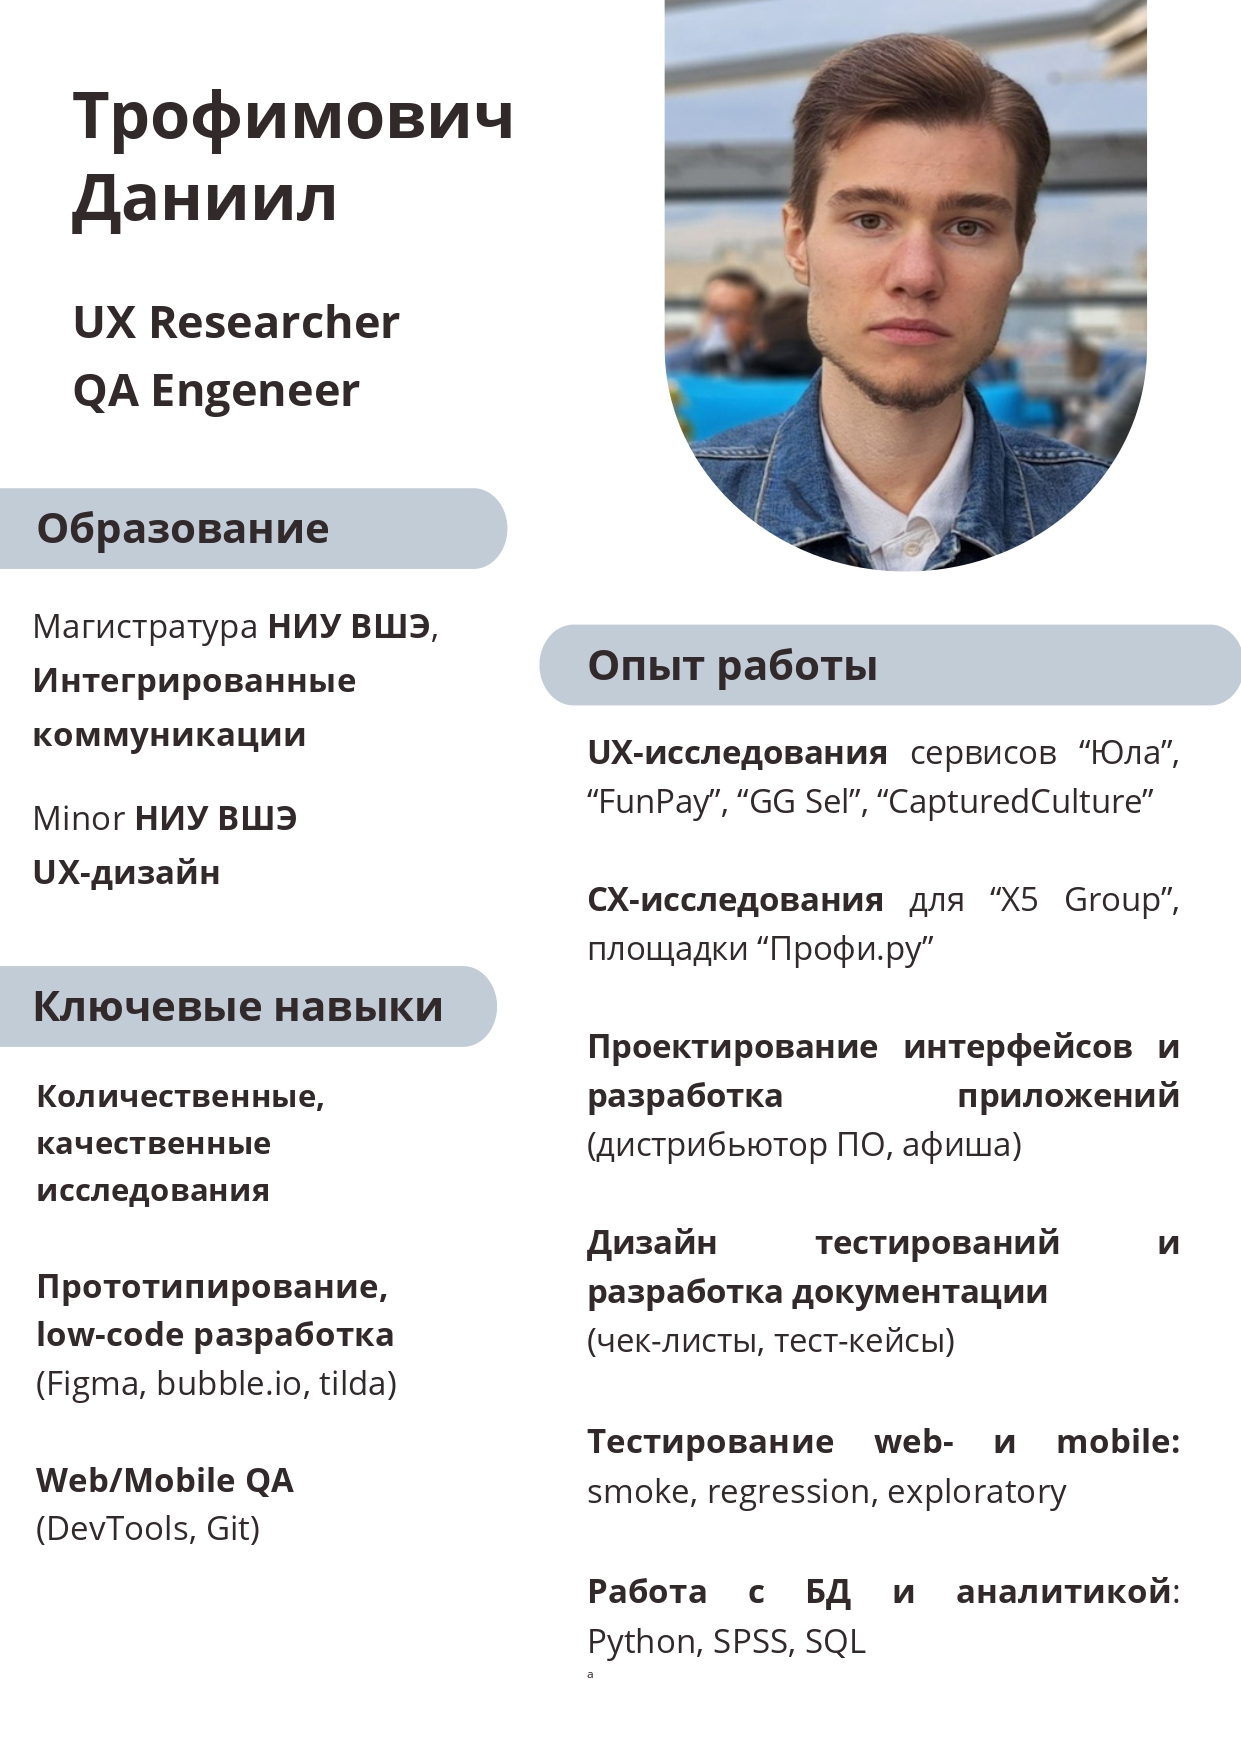 Трофимович
Даниил
UX Researcher
QA Engeneer
Образование
Магистратура НИУ ВШЭ,
Интегрированные
коммуникации
Minor НИУ ВШЭ
UX-дизайн
Ключевые навыки
Количественные,
качественные
исследования
Прототипирование,
low-code разработка
(Figma, bubble.io, tilda)
Web/Mobile QA
(DevTools, Git)
Опыт работы
UX-исследования сервисов “Юла”,
“FunPay”, “GG Sel”, “CapturedCulture”
CX-исследования для “X5 Group”,
площадки “Профи.ру”
Проектирование интерфейсов и
разработка приложений
(дистрибьютор ПО, афиша)
Дизайн тестирований и
разработка документации
(чек-листы, тест-кейсы)
Тестирование web- и mobile:
smoke, regression, exploratory
Работа с БД и аналитикой:
Python, SPSS, SQL
а